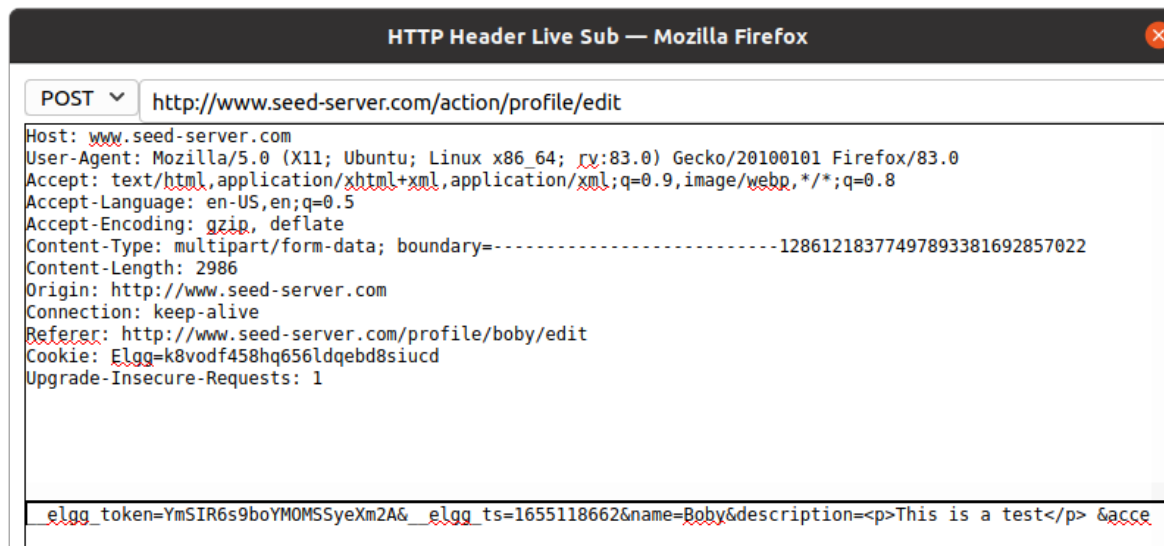 HTTP Header Live Sub — Mozilla Firefox
POST http://www.seed-server.com/action/profile/edit
Host: www.seed-server.com
User-Agent: Mozilla/5.0 (X11; Ubuntu; Linux x86_64; rv:83.0) Gecko/20100101 Firefox/83.0
Accept: text/html,application/xhtml+xml,application/xml;q=0.9,image/webp,*/*;q=0.8
Accept-Language: en-US,en;q=0.5
Accept-Encoding: gzip, deflate
Content-Type: multipart/form-data; boundary=---------------------------12861218377497893381692857022
Content-Length: 2986
Origin: http://www.seed-server.com
Connection: keep-alive
Referer: http://www.seed-server.com/profile/boby/edit
Cookie: Elgg=k8vodf458hq656ldqebd8siucd
Upgrade-Insecure-Requests: 1
__elgg_token=YmSIR6s9boYMOMSSyeXm2A&__elgg_ts=1655118662&name=Boby&description=<p>This is a test</p> &acce